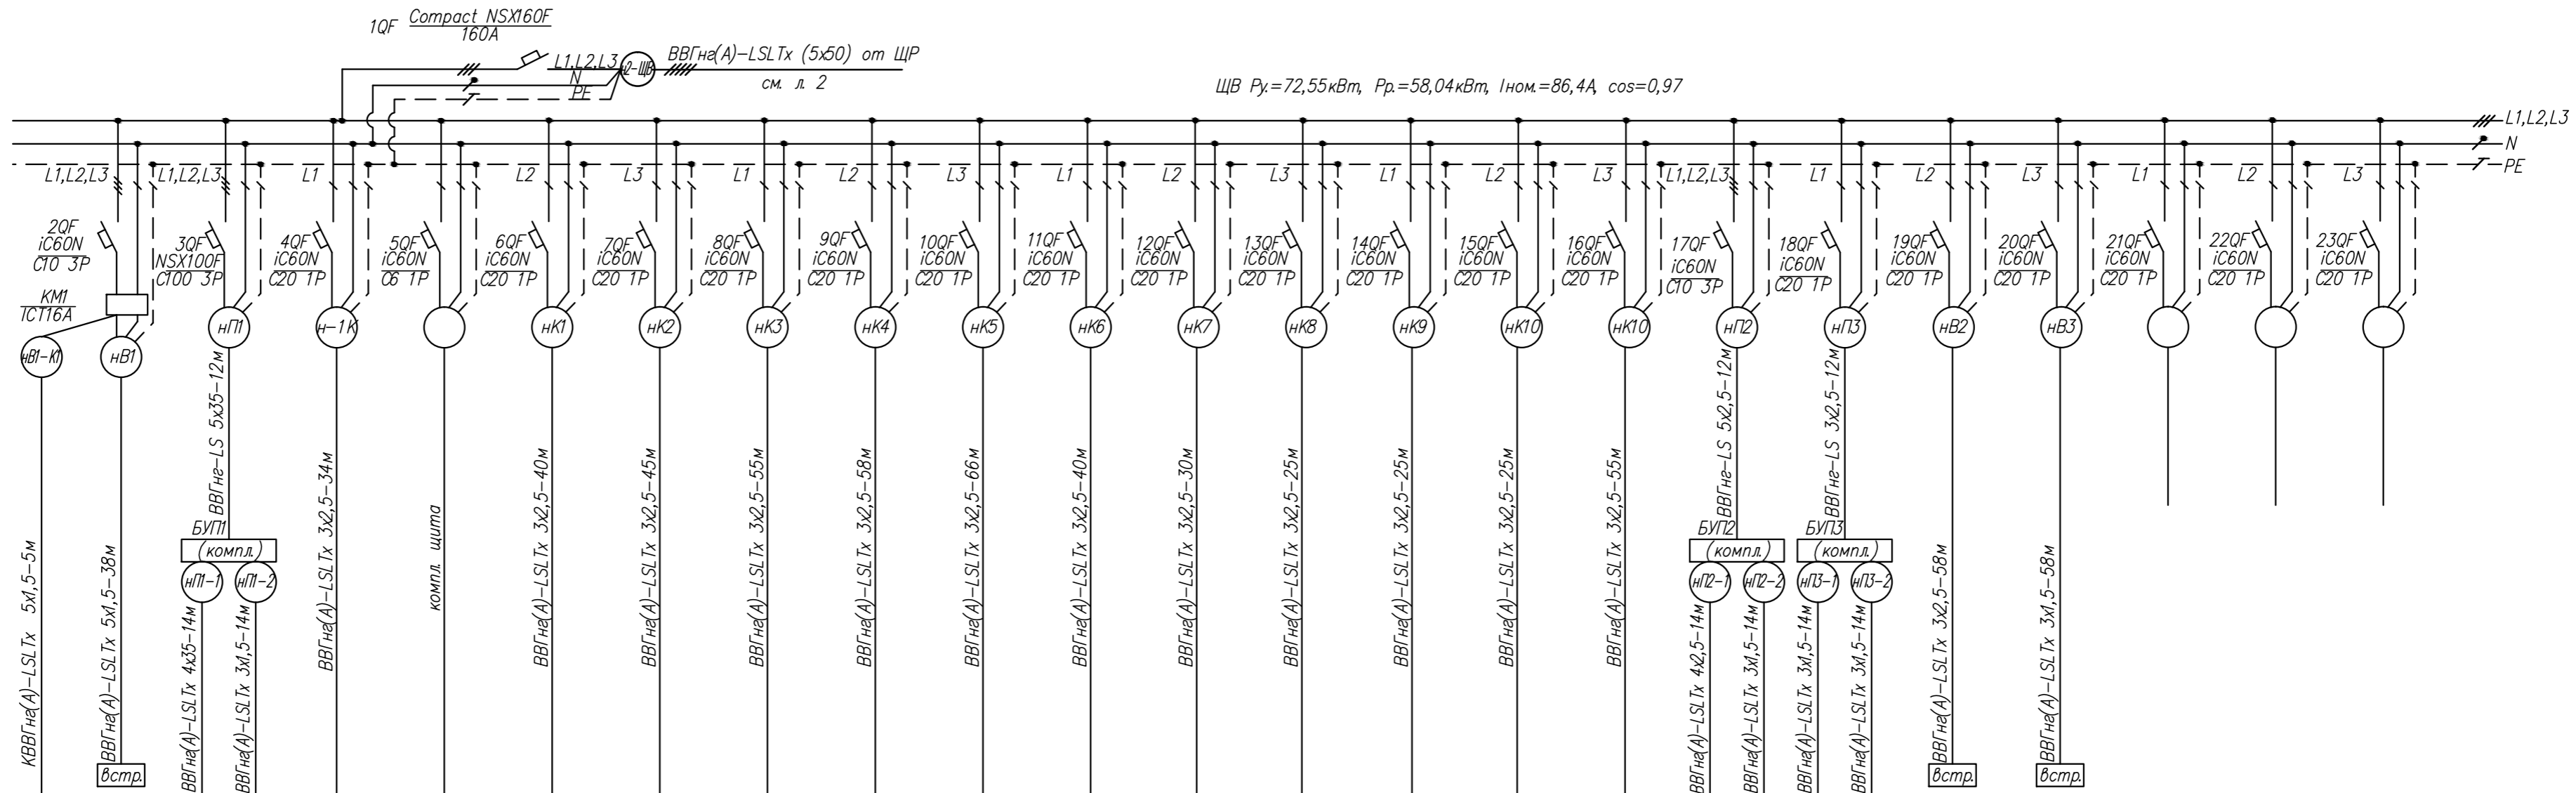 1QF Compact NSX160F
160А
L1,L2,L3
N
PE
н2-ЩВ
ВВГнг(А)-LSLTx (5х50) от ЩР
см. л. 2
ЩВ Ру.=72,55кВт, Рр.=58,04кВт, Iном.=86,4А, cos=0,97
L1,L2,L3
N
PE
L1,L2,L3
L1,L2,L3
L1
L2
L3
L1
L2
L3
L1
L2
L3
L1
L2
L3
L1,L2,L3
L1
L2
L3
L1
L2
L3
2QF
iC60N
C10 3P
3QF
NSX100F
C100 3P
4QF
iC60N
C20 1P
5QF
iC60N
C6 1P
6QF
iC60N
C20 1P
7QF
iC60N
C20 1P
8QF
iC60N
C20 1P
9QF
iC60N
C20 1P
10QF
iC60N
C20 1P
11QF
iC60N
C20 1P
12QF
iC60N
C20 1P
13QF
iC60N
C20 1P
14QF
iC60N
C20 1P
15QF
iC60N
C20 1P
16QF
iC60N
C20 1P
17QF
iC60N
C10 3P
18QF
iC60N
C20 1P
19QF
iC60N
C20 1P
20QF
iC60N
C20 1P
21QF
iC60N
C20 1P
22QF
iC60N
C20 1P
23QF
iC60N
C20 1P
КМ1
TCT16A
нВ1-К1
нВ1
нП1
н-1К
нК1
нК2
нК3
нК4
нК5
нК6
нК7
нК8
нК9
нК10
нК10
нП2
нП3
нВ2
нВ3
КВВГнг(А)-LSLTx 5х1,5-5м
ВВГнг(А)-LSLTx 5х1,5-38м
встр.
ВВГнг-LS 5х35-12м
БУП1
(компл.)
нП1-1
нП1-2
ВВГнг(А)-LSLTx 4х35-14м
ВВГнг(А)-LSLTx 3х1,5-14м
ВВГнг(А)-LSLTx 3х2,5-34м
компл. щита
ВВГнг(А)-LSLTx 3х2,5-40м
ВВГнг(А)-LSLTx 3х2,5-45м
ВВГнг(А)-LSLTx 3х2,5-55м
ВВГнг(А)-LSLTx 3х2,5-58м
ВВГнг(А)-LSLTx 3х2,5-66м
ВВГнг(А)-LSLTx 3х2,5-40м
ВВГнг(А)-LSLTx 3х2,5-30м
ВВГнг(А)-LSLTx 3х2,5-25м
ВВГнг(А)-LSLTx 3х2,5-25м
ВВГнг(А)-LSLTx 3х2,5-25м
ВВГнг(А)-LSLTx 3х2,5-55м
ВВГнг-LS 5х2,5-12м
БУП2
(компл.)
нП2-1
нП2-2
ВВГнг(А)-LSLTx 4х2,5-14м
ВВГнг(А)-LSLTx 3х1,5-14м
ВВГнг-LS 3х2,5-12м
БУП3
(компл.)
нП3-1
нП3-2
ВВГнг(А)-LSLTx 3х1,5-14м
ВВГнг(А)-LSLTx 3х1,5-14м
ВВГнг(А)-LSLTx 3х2,5-58м
встр.
ВВГнг(А)-LSLTx 3х1,5-58м
встр.